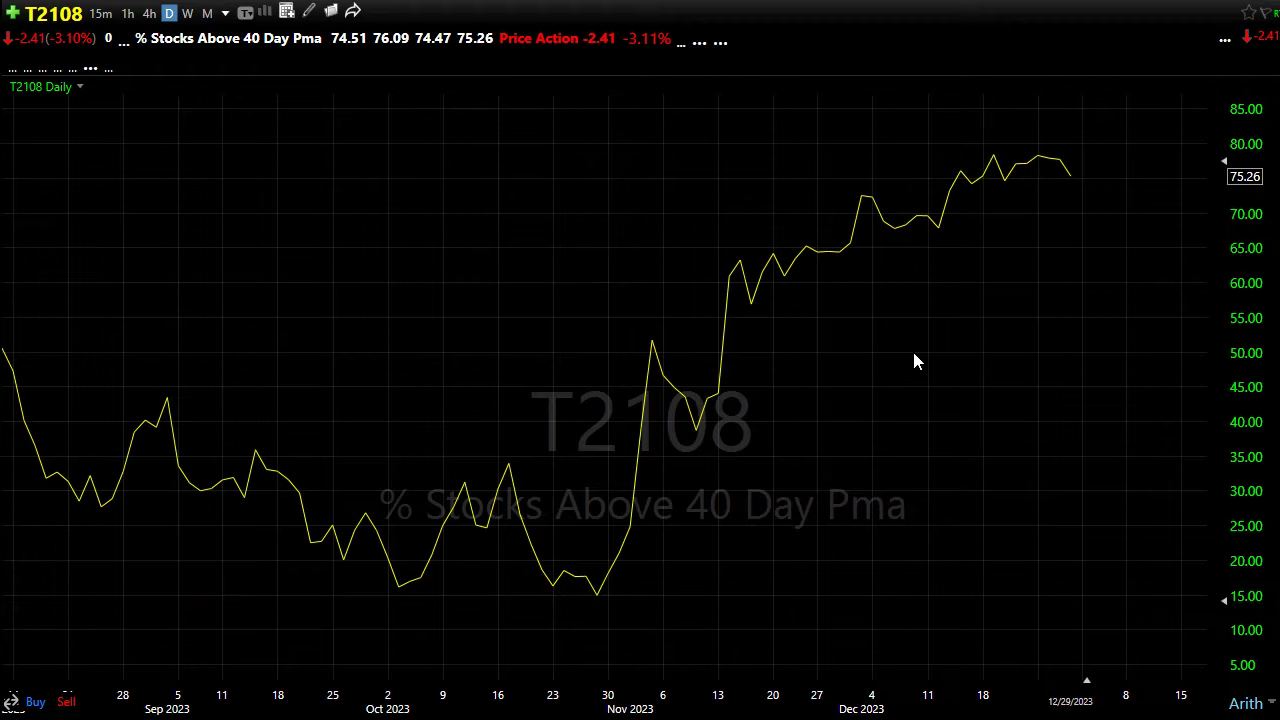 T2108 15m 1h 4h D W M
-2.41(-3.10%) 0 ... % Stocks Above 40 Day Pma 74.51 76.09 74.47 75.26 Price Action -2.41 -3.11% ... ... ... ... -2.41
... ... ... ... ... ... ...
T2108 Daily
85.00
80.00
75.26
70.00
65.00
60.00
55.00
50.00
45.00
40.00
35.00
30.00
25.00
20.00
15.00
10.00
5.00
T2108
% Stocks Above 40 Day Pma
28 5 11 18 25 2 9 16 23 30 6 13 20 27 4 11 18 12/29/2023 8 15
Buy Sell
Sep 2023 Oct 2023 Nov 2023 Dec 2023
Arith